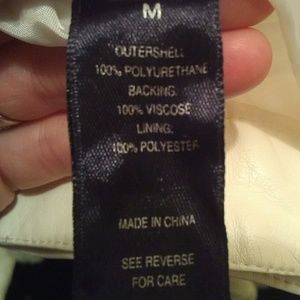 M
OUTERSHELL
100% POLYURETHANE
BACKING.
100% VISCOSE
LINING.
100% POLYESTER
MADE IN CHINA
SEE REVERSE
FOR CARE